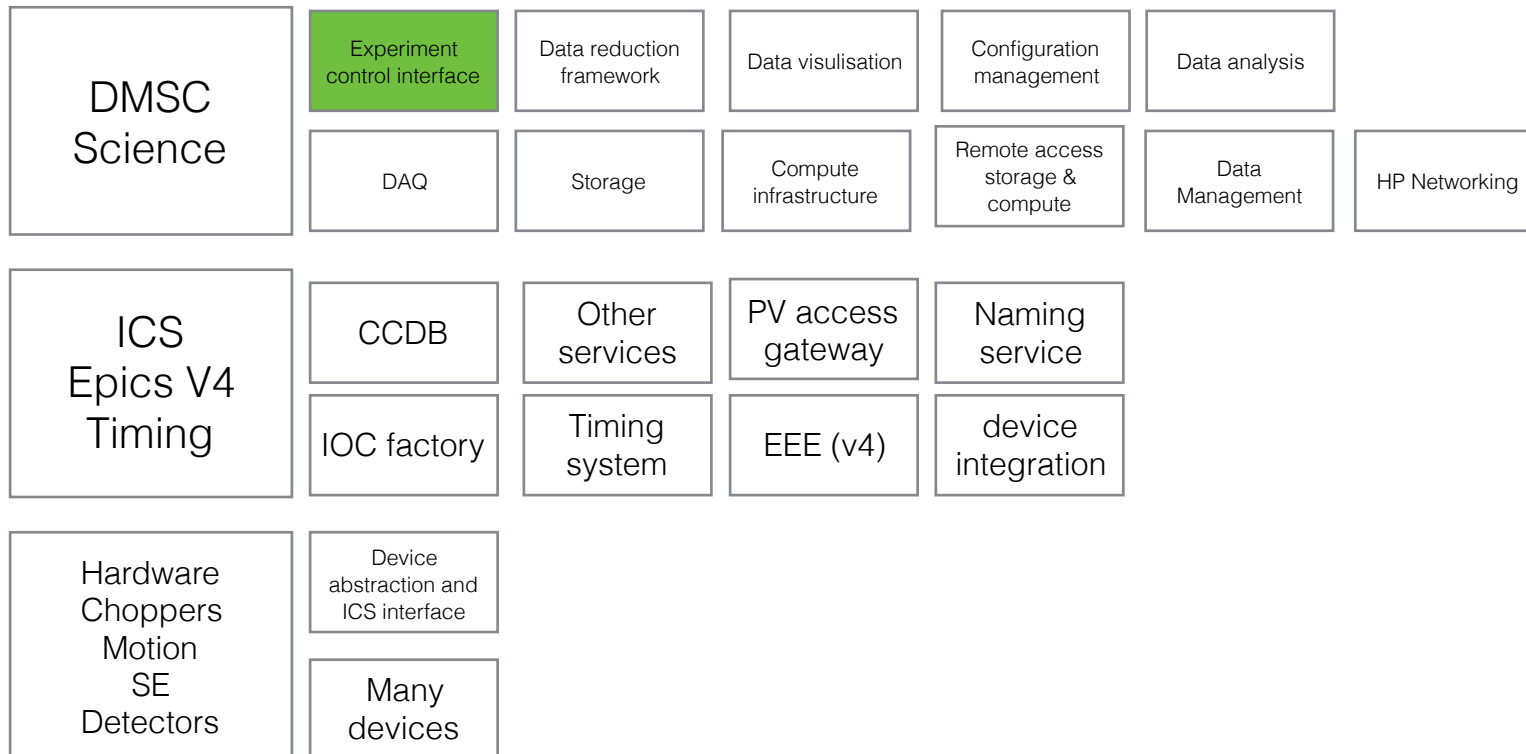 DMSC
Science
Experiment
control interface
Data reduction
framework
Data visulisation
Configuration
management
Data analysis
DAQ
Storage
Compute
infrastructure
Remote access
storage &
compute
Data
Management
HP Networking
ICS
Epics V4
Timing
CCDB
Other
services
PV access
gateway
Naming
service
IOC factory
Timing
system
EEE (v4)
device
integration
Hardware
Choppers
Motion
SE
Detectors
Device
abstraction and
ICS interface
Many
devices